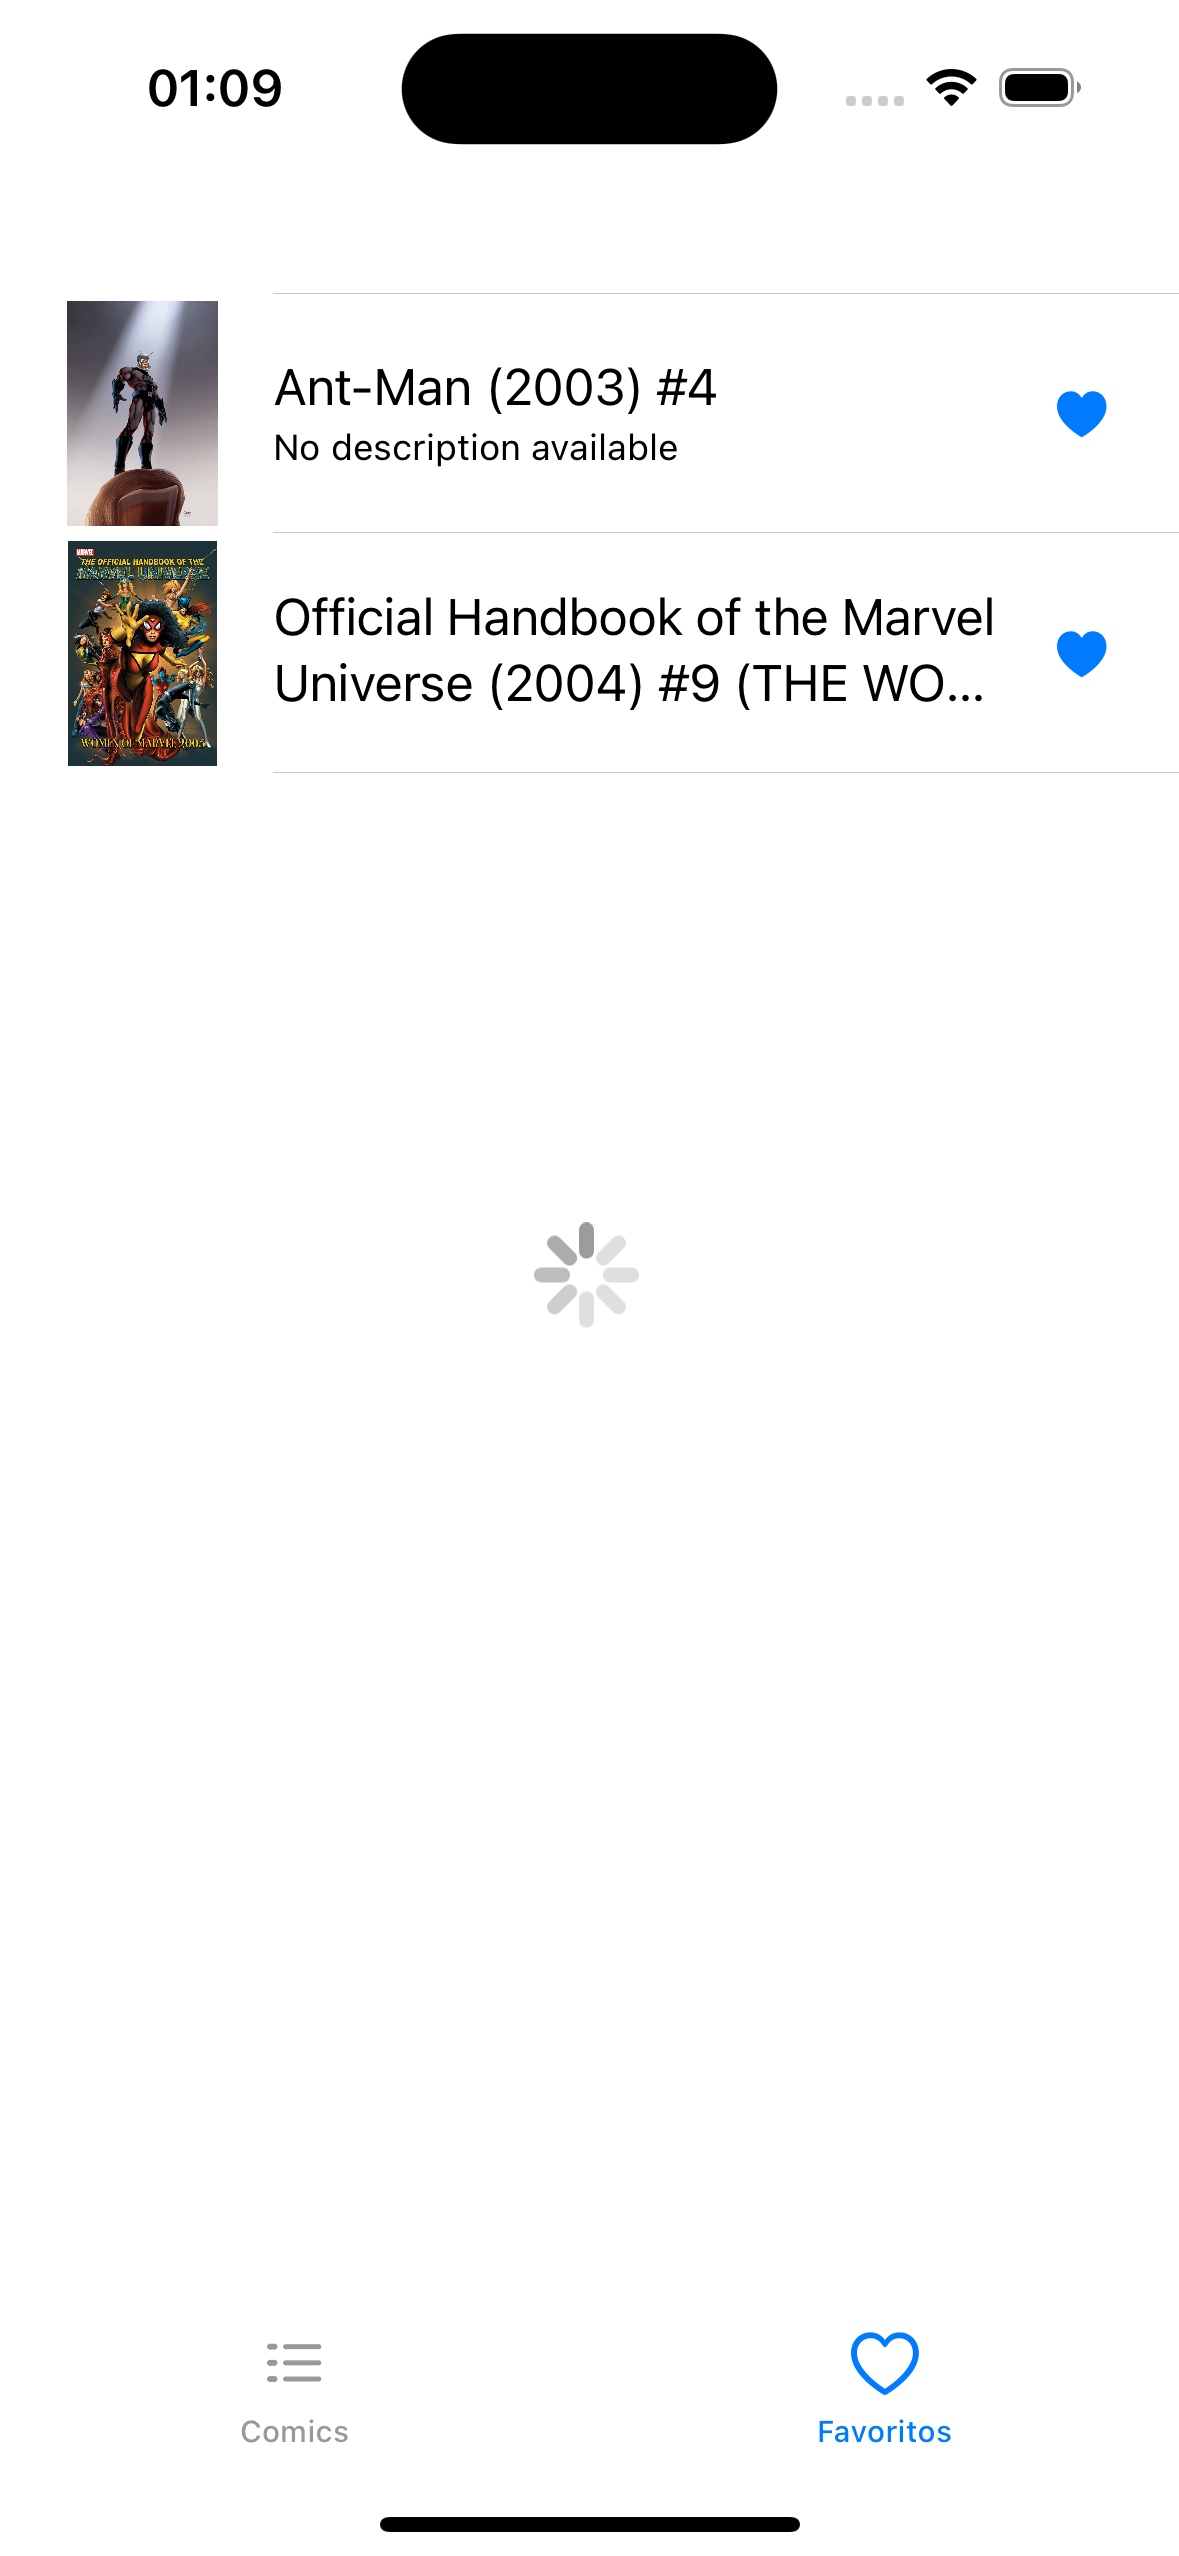 01:09
Ant-Man (2003) #4
No description available
MARVEL
THE OFFICIAL HANDBOOK OF THE
MARVEL UNIVERSE
WOMEN OF MARVEL 2005
Official Handbook of the Marvel
Universe (2004) #9 (THE WO...
Comics
Favoritos